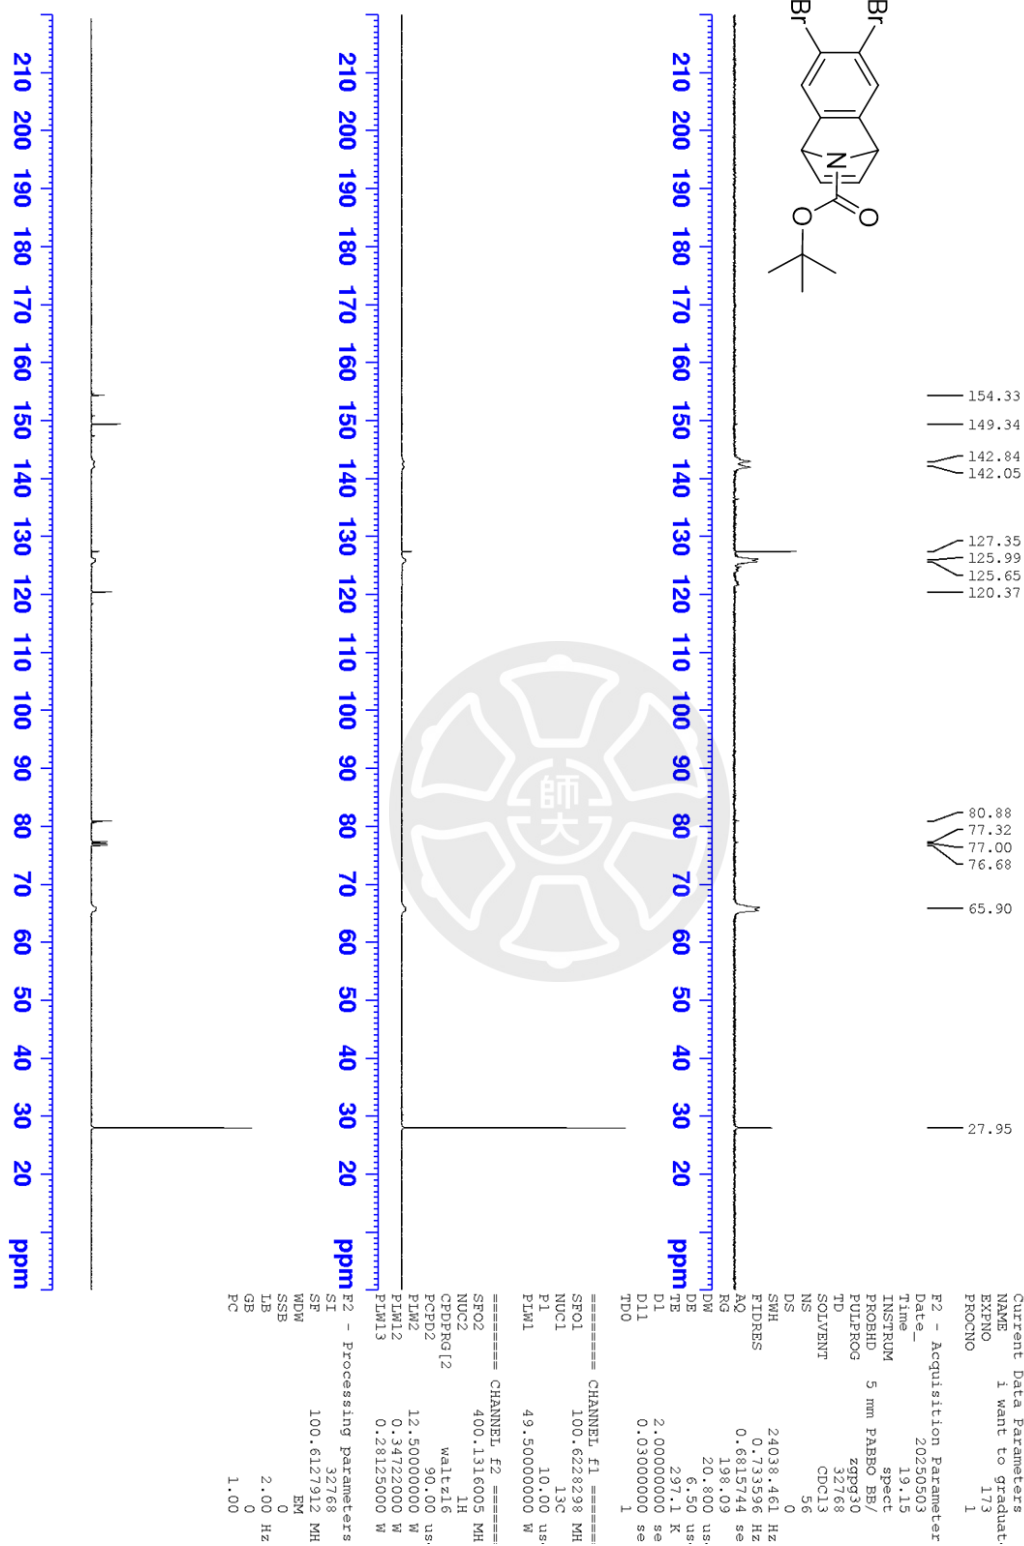 Br
Br
N
O
O
154.33
149.34
142.84
142.05
127.35
125.99
125.65
120.37
80.88
77.32
77.00
76.68
65.90
27.95
210 200 190 180 170 160 150 140 130 120 110 100 90 80 70 60 50 40 30 20 ppm
210 200 190 180 170 160 150 140 130 120 110 100 90 80 70 60 50 40 30 20 ppm
210 200 190 180 170 160 150 140 130 120 110 100 90 80 70 60 50 40 30 20 ppm
師大
Current Data Parameters
NAME i want to graduat
EXPNO 173
PROCNO 1
F2 - Acquisition Parameter
Date_ 20250503
Time 19.15
INSTRUM spect
PROBHD 5 mm PABBO BB/
PULPROG zgpg30
TD 32768
SOLVENT CDCl3
NS 56
DS 0
SWH 24038.461 Hz
FIDRES 0.733596 Hz
AQ 0.6815744 se
RG 198.09
DW 20.800 us
DE 6.50 us
TE 297.1 K
D1 2.00000000 se
D11 0.03000000 se
TD0 1
======== CHANNEL f1 ========
SFO1 100.6228298 MH
NUC1 13C
P1 10.00 us
PLW1 49.50000000 W
======== CHANNEL f2 ========
SFO2 400.1316005 MH
NUC2 1H
CPDPRG[2 waltz16
PCPD2 90.00 us
PLW2 12.50000000 W
PLW12 0.34722000 W
PLW13 0.28125000 W
F2 - Processing parameters
SI 32768
SF 100.6127912 MH
WDW EM
SSB 0
LB 2.00 Hz
GB 0
PC 1.00